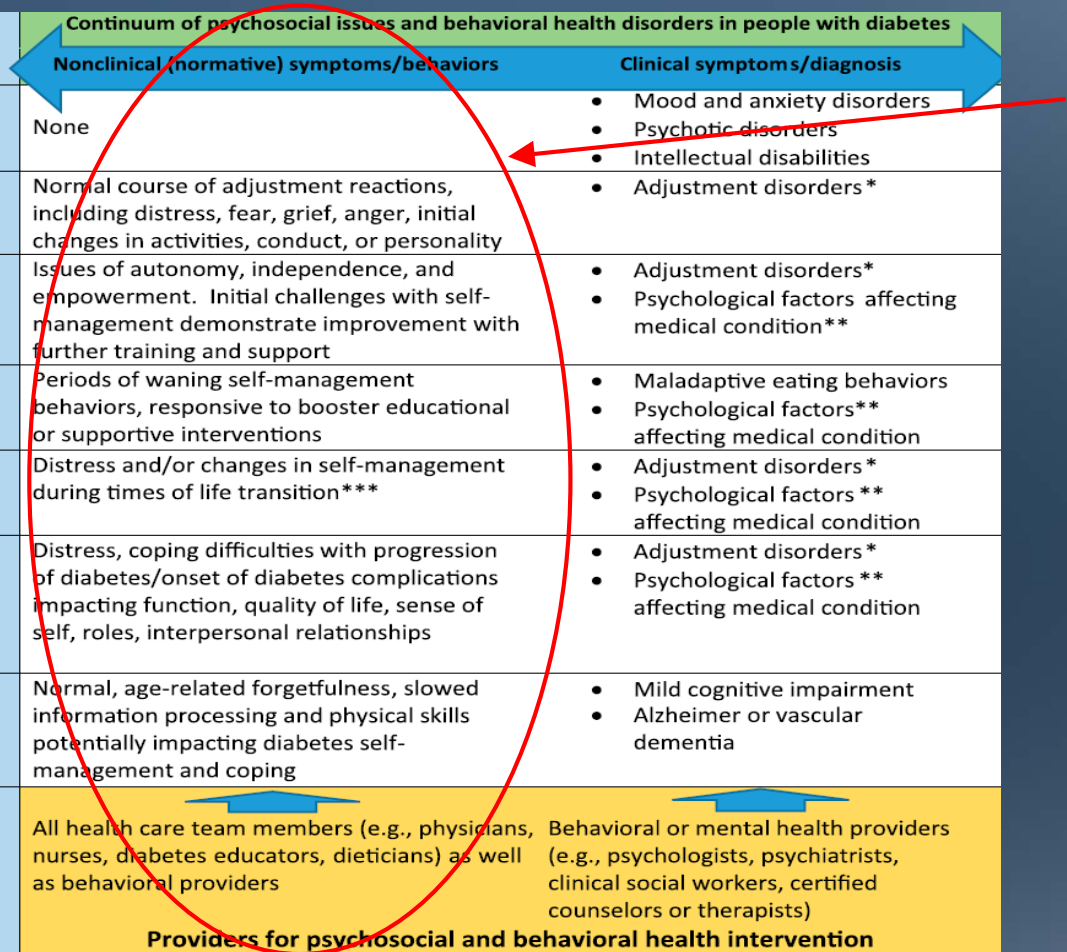 Continuum of psychosocial issues and behavioral health disorders in people with diabetes
Nonclinical (normative) symptoms/behaviors
Clinical symptoms/diagnosis
None
• Mood and anxiety disorders
• Psychotic disorders
• Intellectual disabilities
Normal course of adjustment reactions,
including distress, fear, grief, anger, initial
changes in activities, conduct, or personality
• Adjustment disorders*
Issues of autonomy, independence, and
empowerment. Initial challenges with self-
management demonstrate improvement with
further training and support
• Adjustment disorders*
• Psychological factors affecting
medical condition**
Periods of waning self-management
behaviors, responsive to booster educational
or supportive interventions
• Maladaptive eating behaviors
• Psychological factors**
affecting medical condition
Distress and/or changes in self-management
during times of life transition***
• Adjustment disorders*
• Psychological factors **
affecting medical condition
Distress, coping difficulties with progression
of diabetes/onset of diabetes complications
impacting function, quality of life, sense of
self, roles, interpersonal relationships
• Adjustment disorders*
• Psychological factors **
affecting medical condition
Normal, age-related forgetfulness, slowed
information processing and physical skills
potentially impacting diabetes self-
management and coping
• Mild cognitive impairment
• Alzheimer or vascular
dementia
All health care team members (e.g., physicians,
nurses, diabetes educators, dieticians) as well
as behavioral providers
Behavioral or mental health providers
(e.g., psychologists, psychiatrists,
clinical social workers, certified
counselors or therapists)
Providers for psychosocial and behavioral health intervention